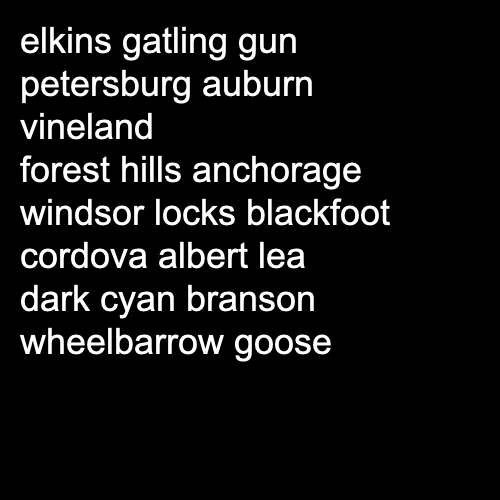 elkins gatling gun
petersburg auburn
vineland
forest hills anchorage
windsor locks blackfoot
cordova albert lea
dark cyan branson
wheelbarrow goose